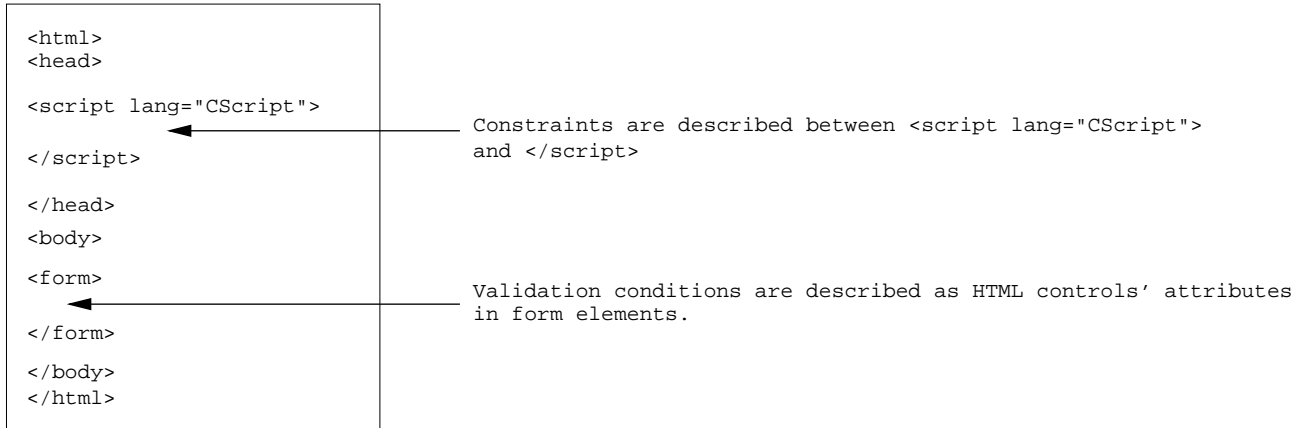 <html>
<head>
<script lang="CScript">
</script>
</head>
<body>
<form>
</form>
</body>
</html>
Constraints are described between <script lang="CScript">
and </script>
Validation conditions are described as HTML controls’ attributes
in form elements.